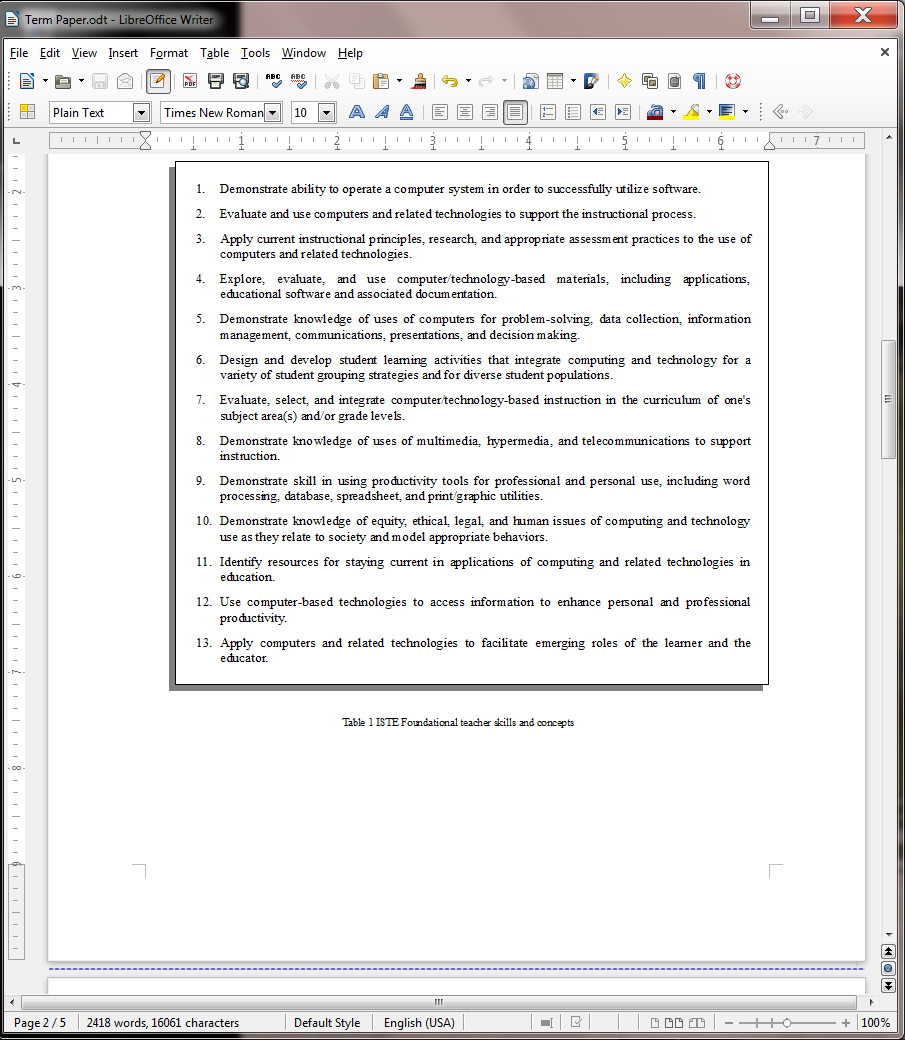 Term Paper.odt - LibreOffice Writer
File Edit View Insert Format Table Tools Window Help
PDF ABC ABC
Plain Text Times New Roman 10
1 2 3 4 5 6 7
2
3
4
5
6
7
8
9
1. Demonstrate ability to operate a computer system in order to successfully utilize software.
2. Evaluate and use computers and related technologies to support the instructional process.
3. Apply current instructional principles, research, and appropriate assessment practices to the use of
computers and related technologies.
4. Explore, evaluate, and use computer/technology-based materials, including applications,
educational software and associated documentation.
5. Demonstrate knowledge of uses of computers for problem-solving, data collection, information
management, communications, presentations, and decision making.
6. Design and develop student learning activities that integrate computing and technology for a
variety of student grouping strategies and for diverse student populations.
7. Evaluate, select, and integrate computer/technology-based instruction in the curriculum of one's
subject area(s) and/or grade levels.
8. Demonstrate knowledge of uses of multimedia, hypermedia, and telecommunications to support
instruction.
9. Demonstrate skill in using productivity tools for professional and personal use, including word
processing, database, spreadsheet, and print/graphic utilities.
10. Demonstrate knowledge of equity, ethical, legal, and human issues of computing and technology
use as they relate to society and model appropriate behaviors.
11. Identify resources for staying current in applications of computing and related technologies in
education.
12. Use computer-based technologies to access information to enhance personal and professional
productivity.
13. Apply computers and related technologies to facilitate emerging roles of the learner and the
educator.
Table 1 ISTE Foundational teacher skills and concepts
Page 2 / 5 2418 words, 16061 characters Default Style English (USA) 100%